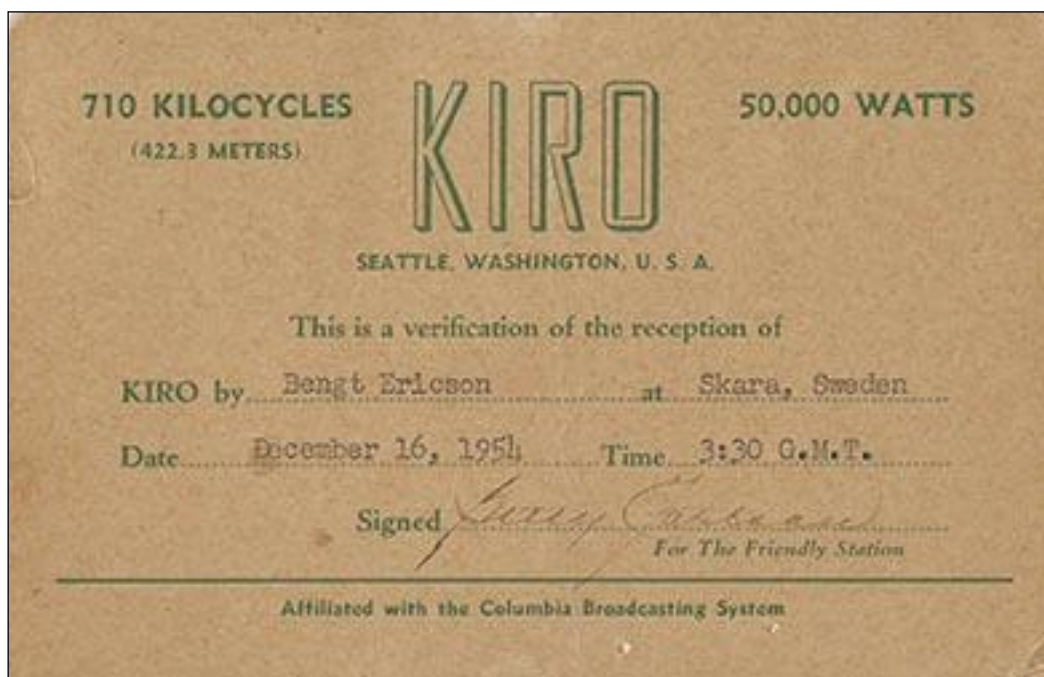 710 KILOCYCLES
(422.3 METERS)
KIRO
50,000 WATTS
SEATTLE, WASHINGTON, U. S. A.
This is a verification of the reception of
KIRO by Bengt Ericson at Skara, Sweden
Date December 16, 1954 Time 3:30 G.M.T.
Signed
For The Friendly Station
Affiliated with the Columbia Broadcasting System